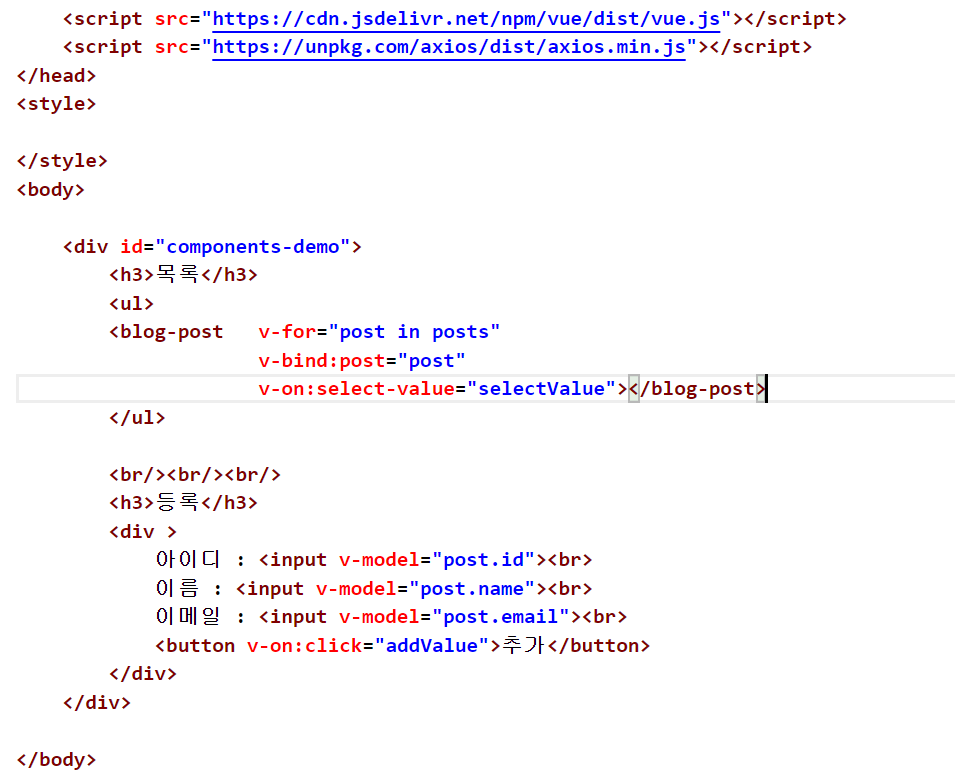 <script src="https://cdn.jsdelivr.net/npm/vue/dist/vue.js"></script>
<script src="https://unpkg.com/axios/dist/axios.min.js"></script>
</head>
<style>
</style>
<body>
<div id="components-demo">
<h3>목록</h3>
<ul>
<blog-post v-for="post in posts"
v-bind:post="post"
v-on:select-value="selectValue"></blog-post>
</ul>
<br/><br/><br/>
<h3>등록</h3>
<div >
아이디 : <input v-model="post.id"><br>
이름 : <input v-model="post.name"><br>
이메일 : <input v-model="post.email"><br>
<button v-on:click="addValue">추가</button>
</div>
</div>
</body>